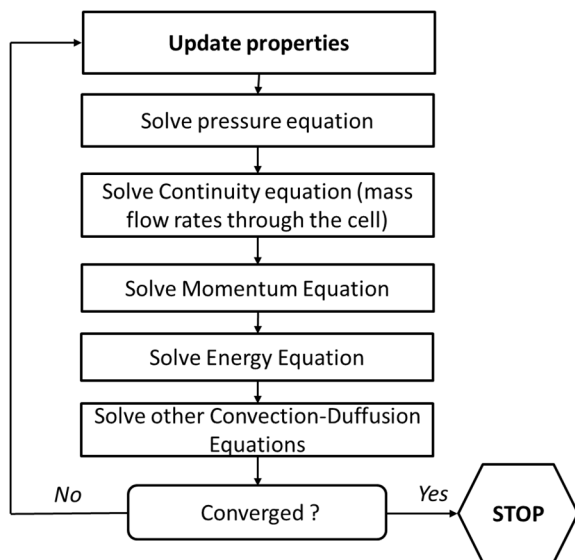 Update properties
Solve pressure equation
Solve Continuity equation (mass
flow rates through the cell)
Solve Momentum Equation
Solve Energy Equation
Solve other Convection-Duffusion
Equations
No
Converged ?
Yes
STOP